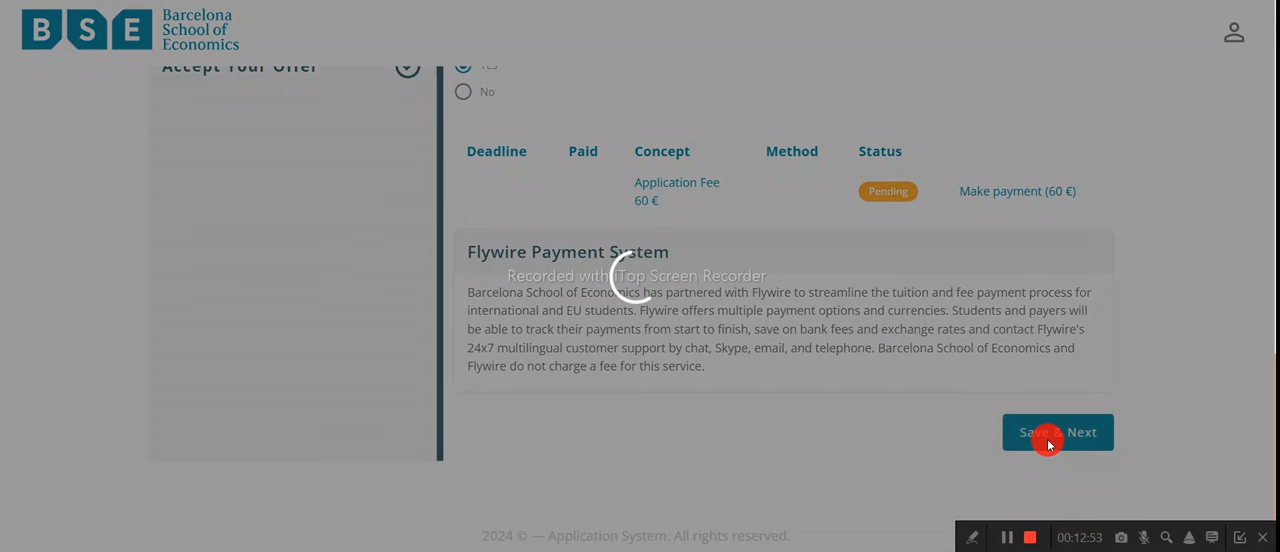 BSE Barcelona
School of
Economics
Accept Your Offer
Yes
No
Deadline Paid Concept Method Status
Application Fee
60 €
Pending
Make payment (60 €)
Flywire Payment System
Recorded with iTop Screen Recorder
Barcelona School of Economics has partnered with Flywire to streamline the tuition and fee payment process for
international and EU students. Flywire offers multiple payment options and currencies. Students and payers will
be able to track their payments from start to finish, save on bank fees and exchange rates and contact Flywire's
24x7 multilingual customer support by chat, Skype, email, and telephone. Barcelona School of Economics and
Flywire do not charge a fee for this service.
Save & Next
2024 © — Application System. All rights reserved.
00:12:53